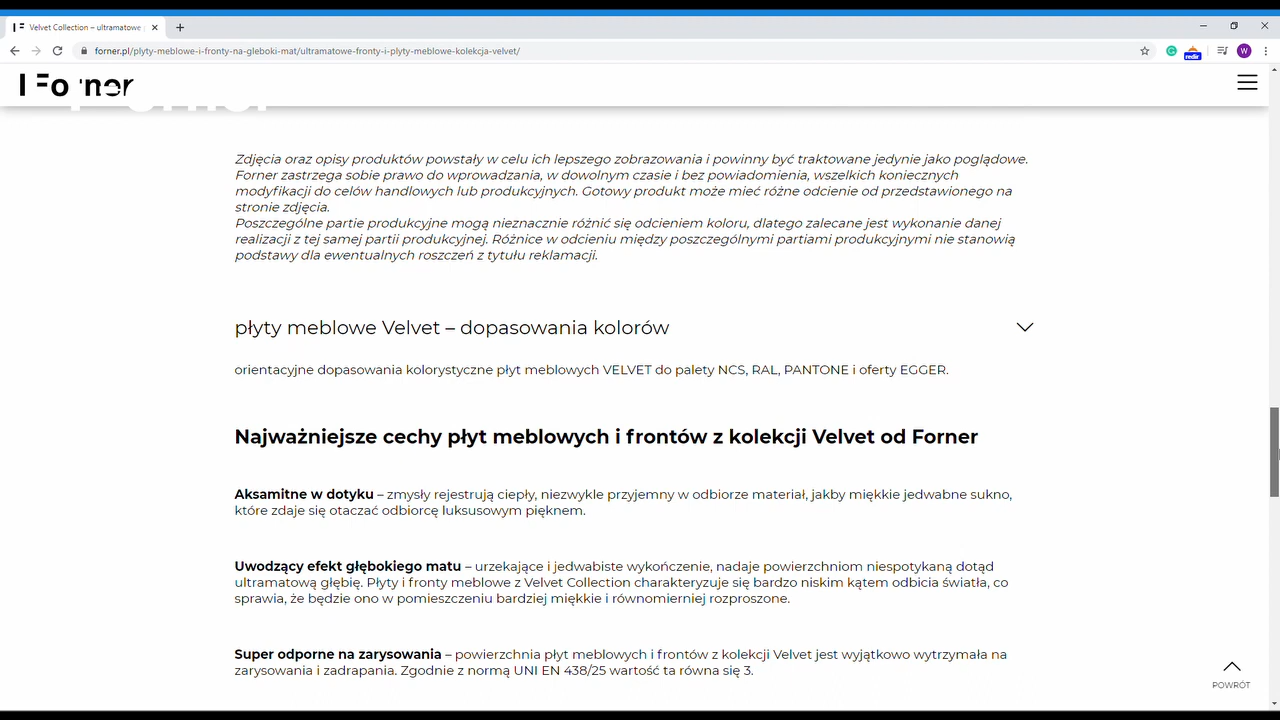 Velvet Collection – ultramatowe
forner.pl/plyty-meblowe-i-fronty-na-gleboki-mat/ultramatowe-fronty-i-plyty-meblowe-kolekcja-velvet/
redir
W
Forner
Zdjęcia oraz opisy produktów powstały w celu ich lepszego zobrazowania i powinny być traktowane jedynie jako poglądowe.
Forner zastrzega sobie prawo do wprowadzania, w dowolnym czasie i bez powiadomienia, wszelkich koniecznych
modyfikacji do celów handlowych lub produkcyjnych. Gotowy produkt może mieć różne odcienie od przedstawionego na
stronie zdjęcia.
Poszczególne partie produkcyjne mogą nieznacznie różnić się odcieniem koloru, dlatego zalecane jest wykonanie danej
realizacji z tej samej partii produkcyjnej. Różnice w odcieniu między poszczególnymi partiami produkcyjnymi nie stanowią
podstawy dla ewentualnych roszczeń z tytułu reklamacji.
płyty meblowe Velvet – dopasowania kolorów
orientacyjne dopasowania kolorystyczne płyt meblowych VELVET do palety NCS, RAL, PANTONE i oferty EGGER.
Najważniejsze cechy płyt meblowych i frontów z kolekcji Velvet od Forner
Aksamitne w dotyku – zmysły rejestrują ciepły, niezwykle przyjemny w odbiorze materiał, jakby miękkie jedwabne sukno,
które zdaje się otaczać odbiorcę luksusowym pięknem.
Uwodzący efekt głębokiego matu – urzekające i jedwabiste wykończenie, nadaje powierzchniom niespotykaną dotąd
ultramatową głębię. Płyty i fronty meblowe z Velvet Collection charakteryzuje się bardzo niskim kątem odbicia światła, co
sprawia, że będzie ono w pomieszczeniu bardziej miękkie i równomierniej rozproszone.
Super odporne na zarysowania – powierzchnia płyt meblowych i frontów z kolekcji Velvet jest wyjątkowo wytrzymała na
zarysowania i zadrapania. Zgodnie z normą UNI EN 438/25 wartość ta równa się 3.
POWRÓT